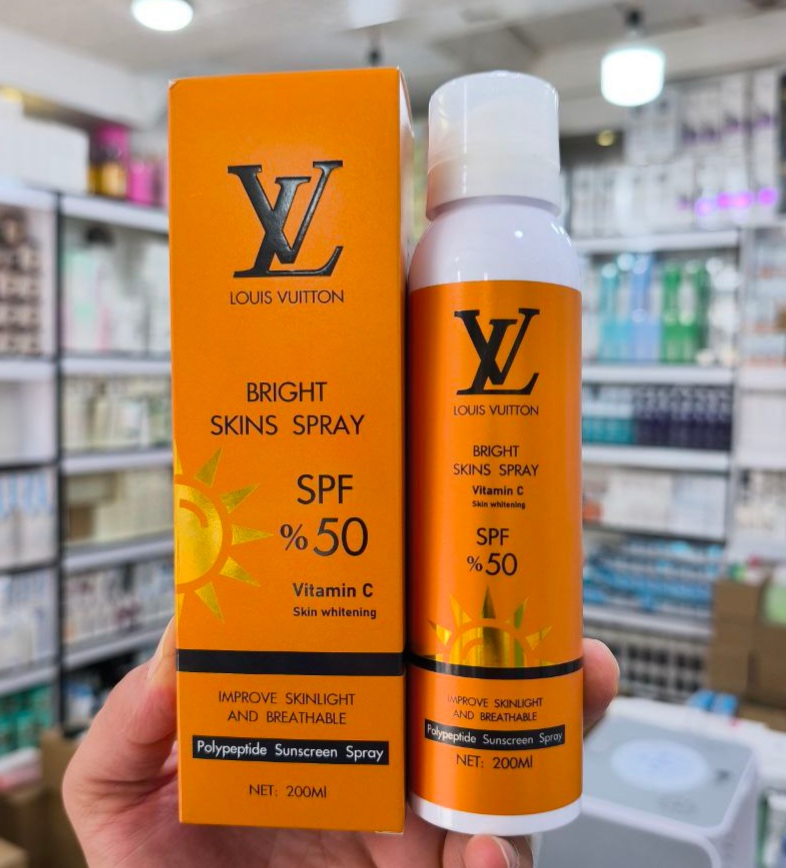 LV
LOUIS VUITTON
BRIGHT
SKINS SPRAY
SPF
%50
Vitamin C
Skin whitening
IMPROVE SKINLIGHT
AND BREATHABLE
Polypeptide Sunscreen Spray
NET: 200Ml
LV
LOUIS VUITTON
BRIGHT
SKINS SPRAY
Vitamin C
Skin whitening
SPF
%50
IMPROVE SKINLIGHT
AND BREATHABLE
Polypeptide Sunscreen Spray
NET: 200Ml